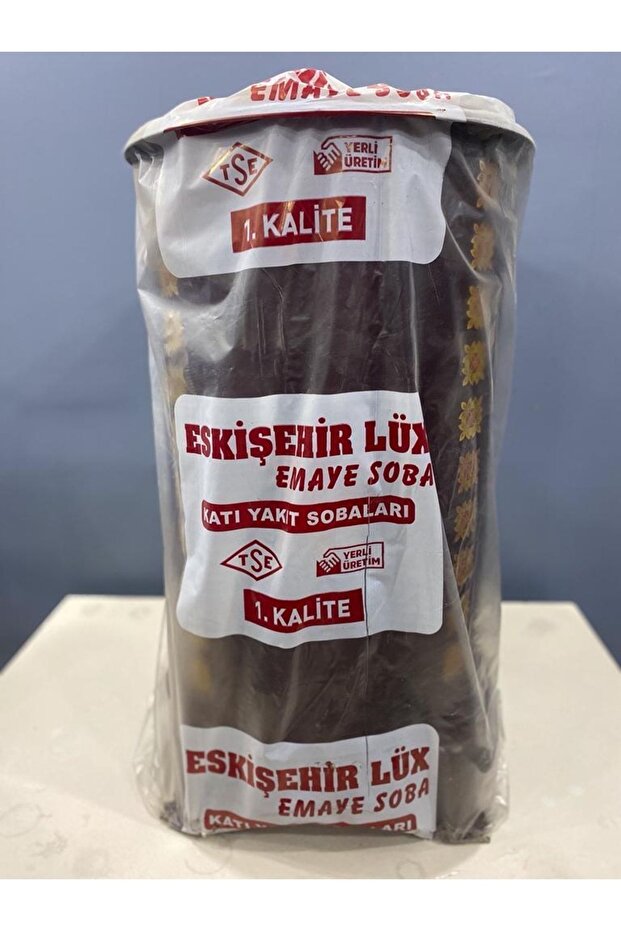 EMAYE SOBA
TSE
YERLİ
ÜRETİM
1. KALİTE
ESKİŞEHİR LÜX
EMAYE SOBA
KATI YAKIT SOBALARI
TSE
YERLİ
ÜRETİM
1. KALİTE
ESKİŞEHİR LÜX
EMAYE SOBA